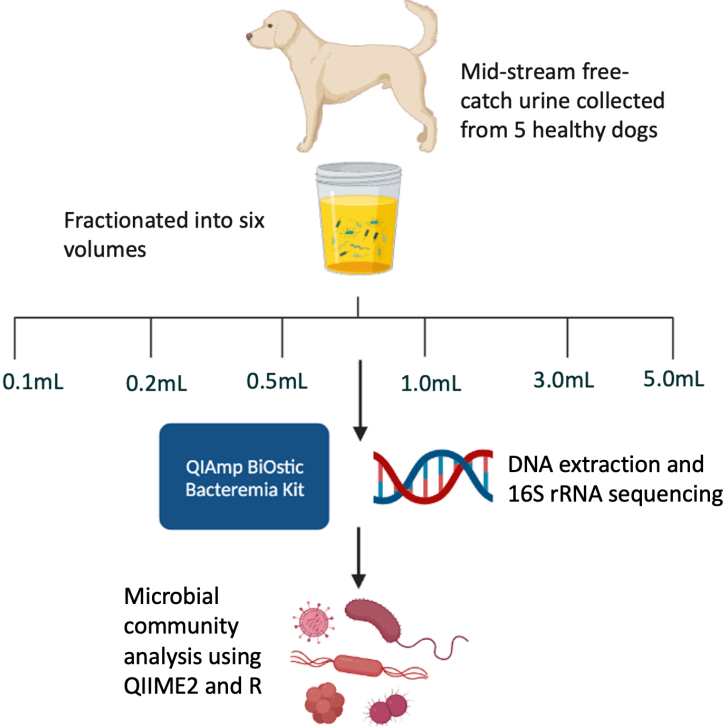 Mid-stream free-
catch urine collected
from 5 healthy dogs
Fractionated into six
volumes
0.1mL
0.2mL
0.5mL
1.0mL
3.0mL
5.0mL
QIAmp BiOstic
Bacteremia Kit
DNA extraction and
16S rRNA sequencing
Microbial
community
analysis using
QIIME2 and R